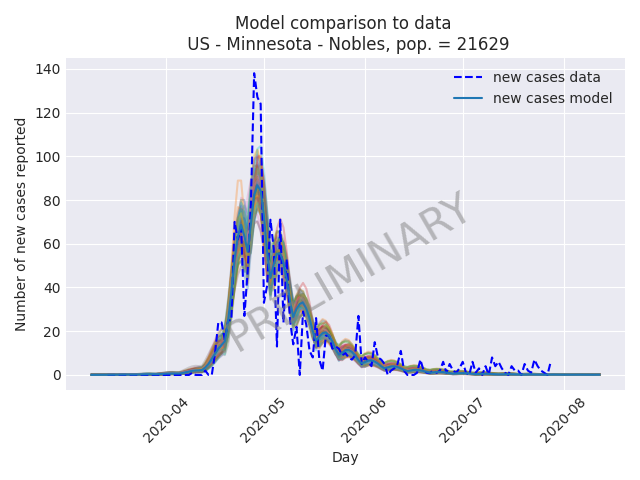 Model comparison to data
US - Minnesota - Nobles, pop. = 21629
140
120
100
80
60
40
20
0
Number of new cases reported
new cases data
new cases model
PRELIMINARY
2020-04
2020-05
2020-06
2020-07
2020-08
Day